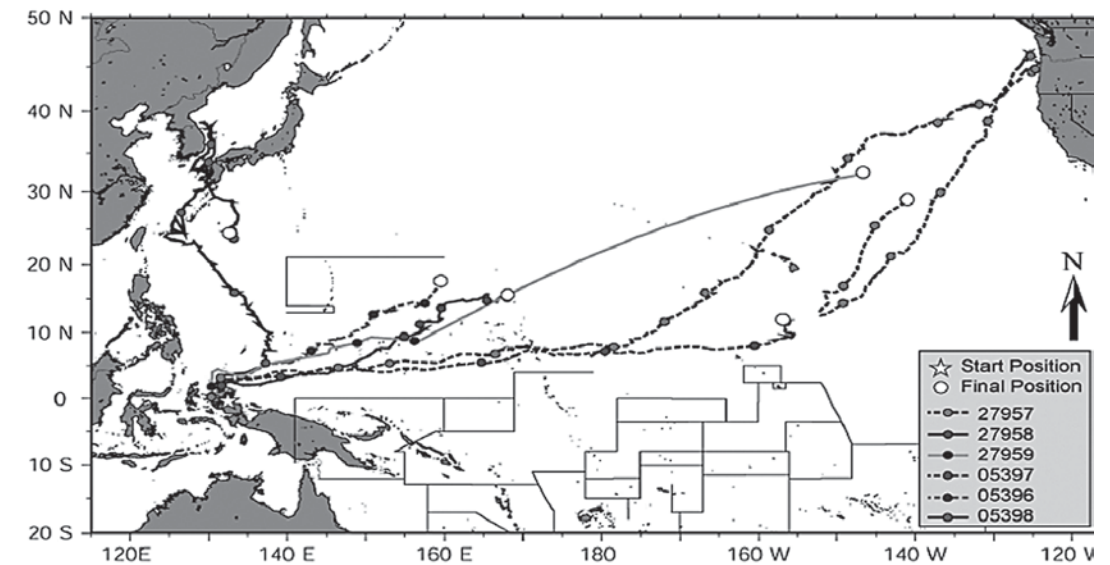 50 N
40 N
30 N
20 N
10 N
0
10 S
20 S
120E
140 E
160 E
180
160 W
140 W
120 W
N
Start Position
Final Position
27957
27958
27959
05397
05396
05398